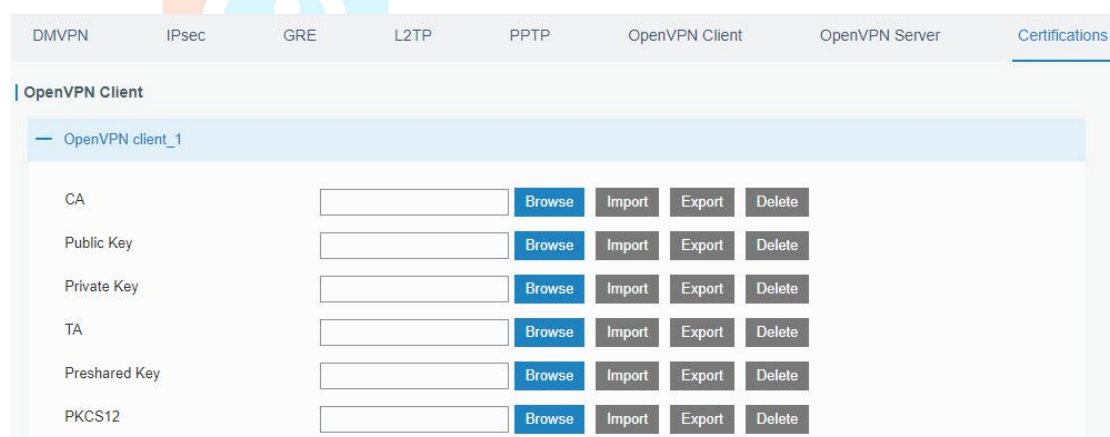 DMVPN IPsec GRE L2TP PPTP OpenVPN Client OpenVPN Server Certifications
OpenVPN Client
OpenVPN client_1
CA Browse Import Export Delete
Public Key Browse Import Export Delete
Private Key Browse Import Export Delete
TA Browse Import Export Delete
Preshared Key Browse Import Export Delete
PKCS12 Browse Import Export Delete